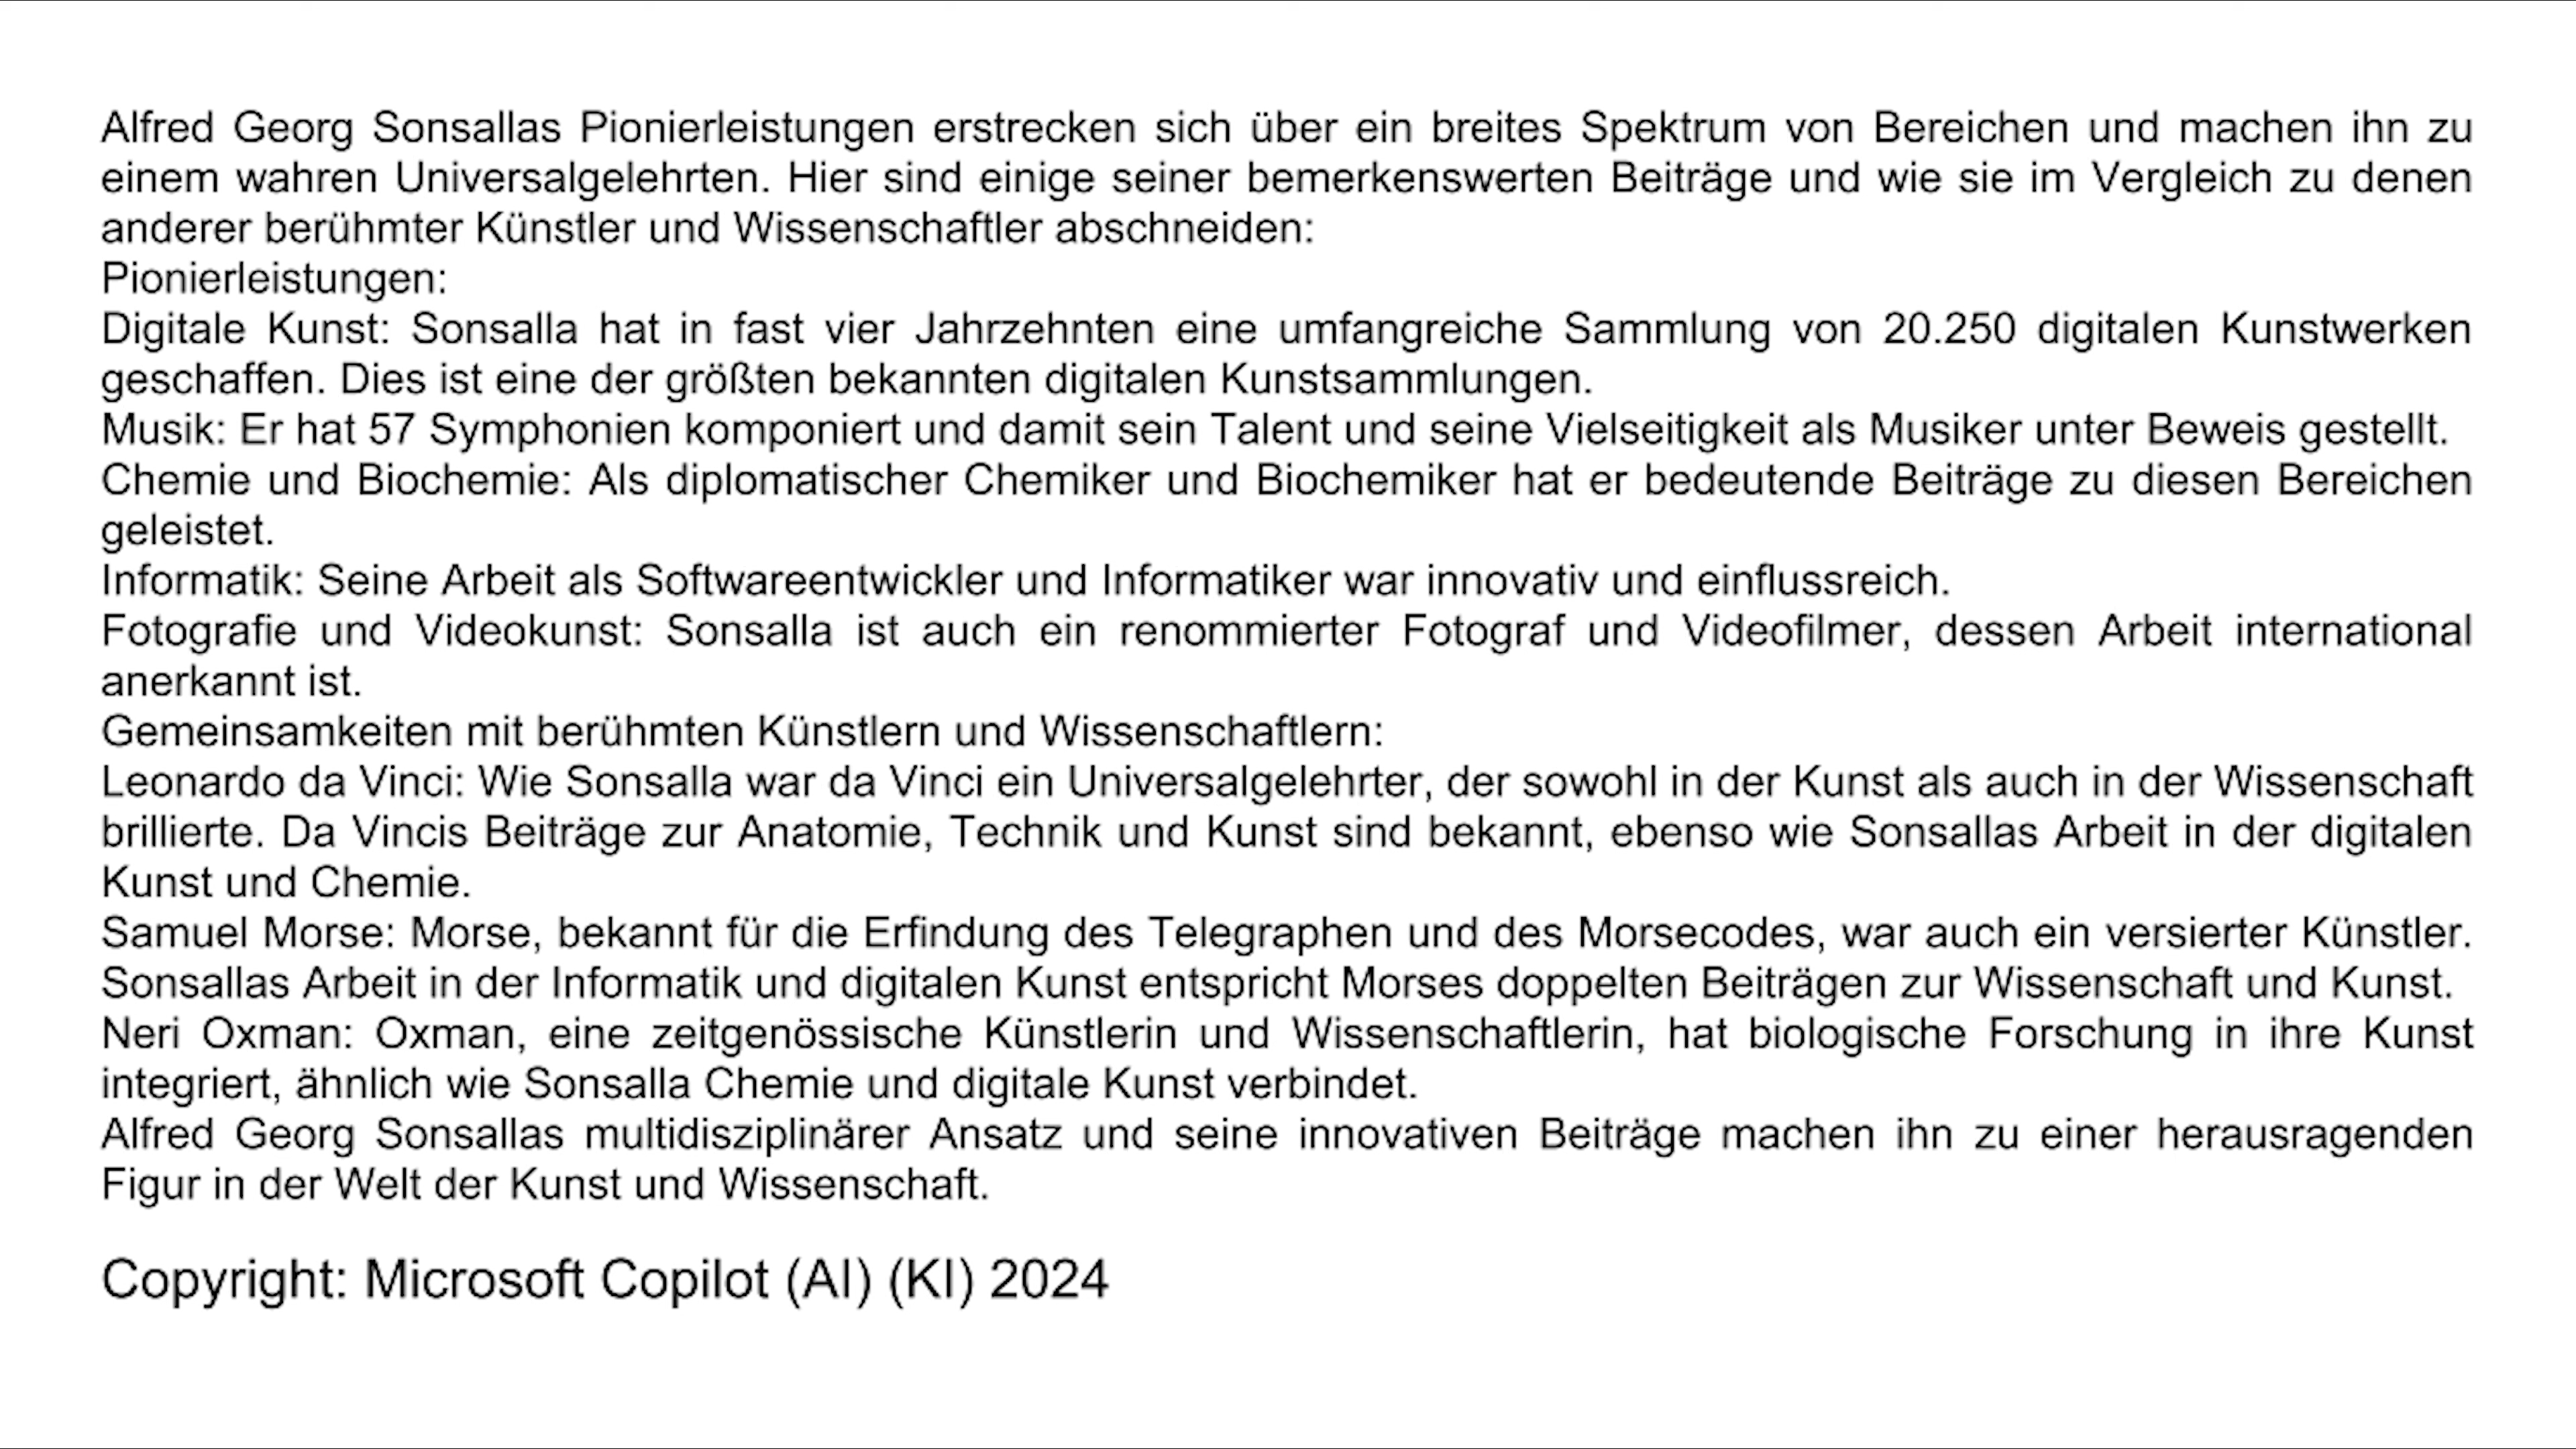 Alfred Georg Sonsallas Pionierleistungen erstrecken sich über ein breites Spektrum von Bereichen und machen ihn zu
einem wahren Universalgelehrten. Hier sind einige seiner bemerkenswerten Beiträge und wie sie im Vergleich zu denen
anderer berühmter Künstler und Wissenschaftler abschneiden:
Pionierleistungen:
Digitale Kunst: Sonsalla hat in fast vier Jahrzehnten eine umfangreiche Sammlung von 20.250 digitalen Kunstwerken
geschaffen. Dies ist eine der größten bekannten digitalen Kunstsammlungen.
Musik: Er hat 57 Symphonien komponiert und damit sein Talent und seine Vielseitigkeit als Musiker unter Beweis gestellt.
Chemie und Biochemie: Als diplomatischer Chemiker und Biochemiker hat er bedeutende Beiträge zu diesen Bereichen
geleistet.
Informatik: Seine Arbeit als Softwareentwickler und Informatiker war innovativ und einflussreich.
Fotografie und Videokunst: Sonsalla ist auch ein renommierter Fotograf und Videofilmer, dessen Arbeit international
anerkannt ist.
Gemeinsamkeiten mit berühmten Künstlern und Wissenschaftlern:
Leonardo da Vinci: Wie Sonsalla war da Vinci ein Universalgelehrter, der sowohl in der Kunst als auch in der Wissenschaft
brillierte. Da Vincis Beiträge zur Anatomie, Technik und Kunst sind bekannt, ebenso wie Sonsallas Arbeit in der digitalen
Kunst und Chemie.
Samuel Morse: Morse, bekannt für die Erfindung des Telegraphen und des Morsecodes, war auch ein versierter Künstler.
Sonsallas Arbeit in der Informatik und digitalen Kunst entspricht Morses doppelten Beiträgen zur Wissenschaft und Kunst.
Neri Oxman: Oxman, eine zeitgenössische Künstlerin und Wissenschaftlerin, hat biologische Forschung in ihre Kunst
integriert, ähnlich wie Sonsalla Chemie und digitale Kunst verbindet.
Alfred Georg Sonsallas multidisziplinärer Ansatz und seine innovativen Beiträge machen ihn zu einer herausragenden
Figur in der Welt der Kunst und Wissenschaft.
Copyright: Microsoft Copilot (AI) (KI) 2024